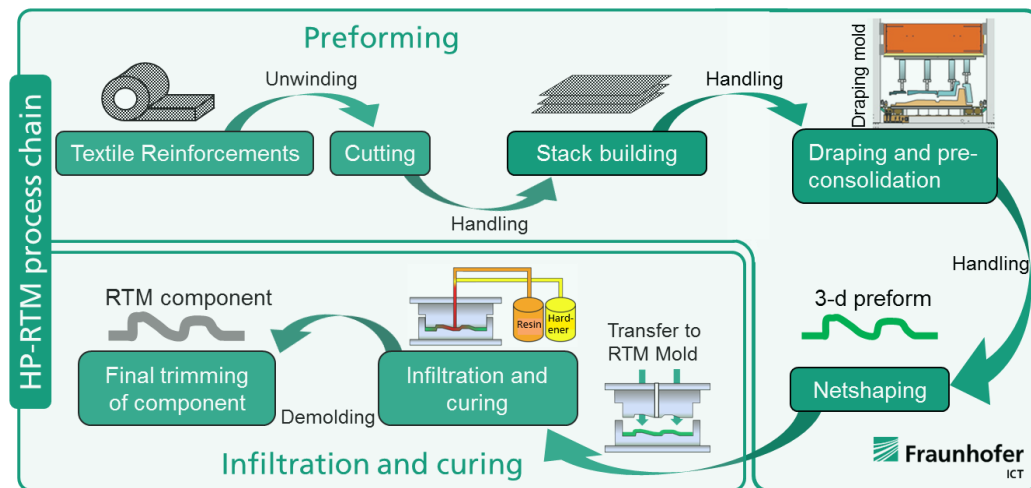 HP-RTM process chain
Preforming
Unwinding
Textile Reinforcements
Cutting
Handling
Stack building
Handling
Draping mold
Draping and pre-
consolidation
Handling
3-d preform
Netshaping
Transfer to
RTM Mold
Resin
Hard-
ener
Infiltration and
curing
Demolding
RTM component
Final trimming
of component
Infiltration and curing
Fraunhofer
ICT